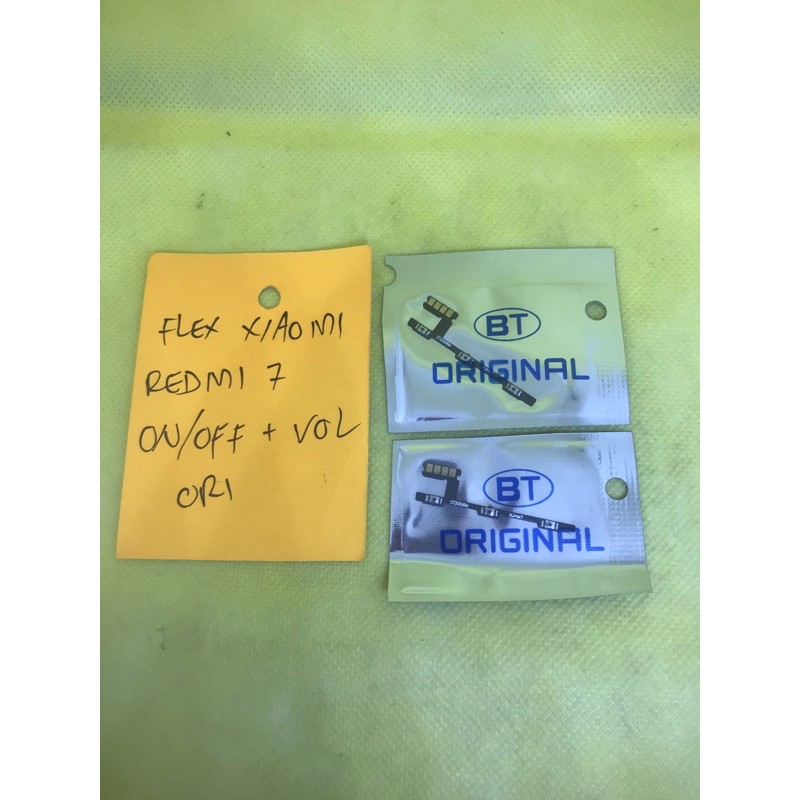 FLEX XIAOMI
REDMI 7
ON/OFF + VOL
ORI
BT
ORIGINAL
BT
ORIGINAL